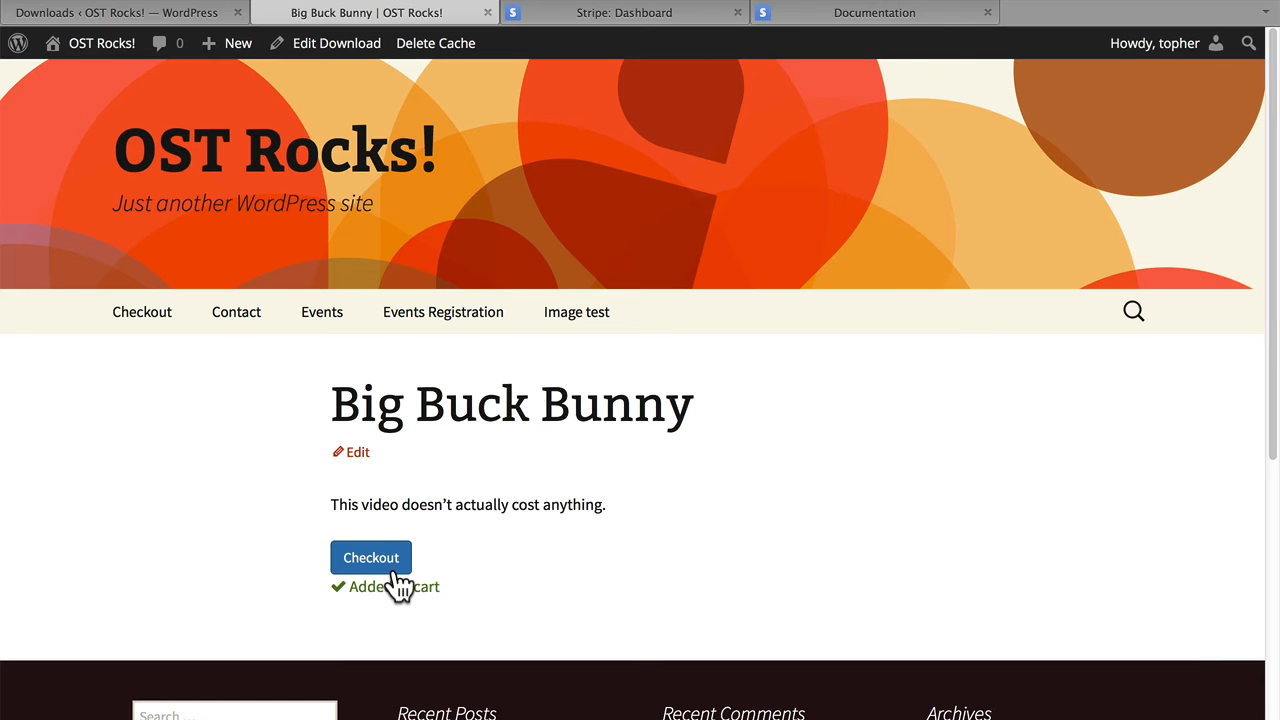 Downloads ‹ OST Rocks! — WordPress
Big Buck Bunny | OST Rocks!
Stripe: Dashboard
Documentation
OST Rocks!
0
New
Edit Download
Delete Cache
Howdy, topher
OST Rocks!
Just another WordPress site
Checkout
Contact
Events
Events Registration
Image test
Big Buck Bunny
Edit
This video doesn't actually cost anything.
Checkout
cart
Search …
Recent Posts
Recent Comments
Archives